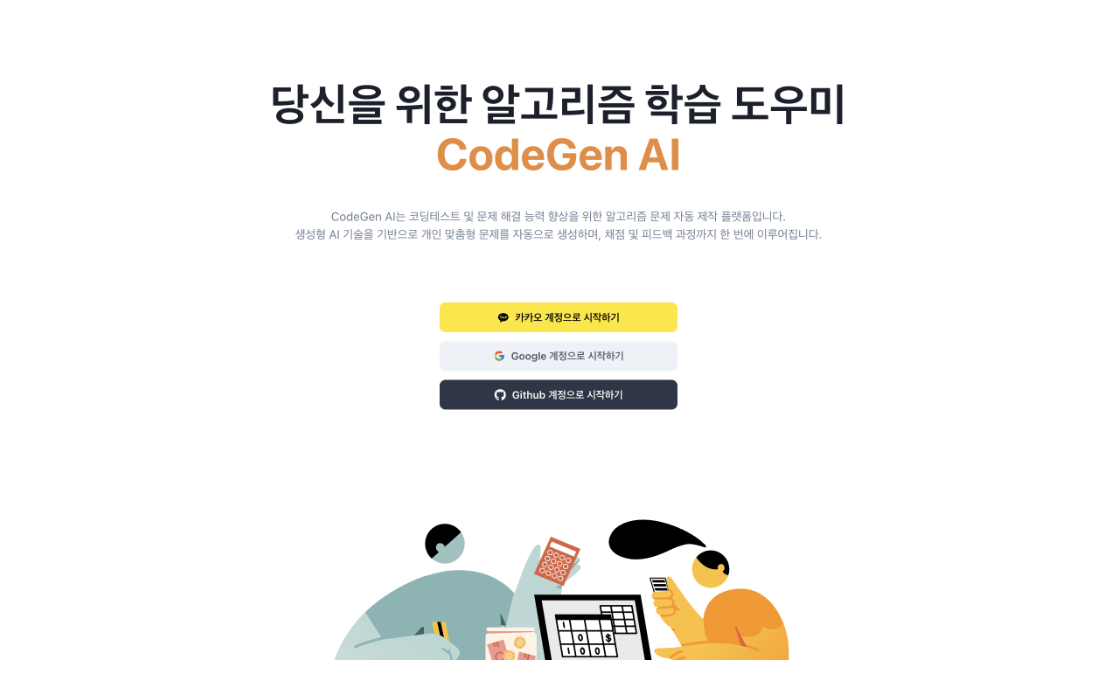 당신을 위한 알고리즘 학습 도우미
CodeGen AI
CodeGen AI는 코딩테스트 및 문제 해결 능력 향상을 위한 알고리즘 문제 자동 제작 플랫폼입니다.
생성형 AI 기술을 기반으로 개인 맞춤형 문제를 자동으로 생성하며, 채점 및 피드백 과정까지 한 번에 이루어집니다.
카카오 계정으로 시작하기
Google 계정으로 시작하기
Github 계정으로 시작하기
1 0 $
1 0 0